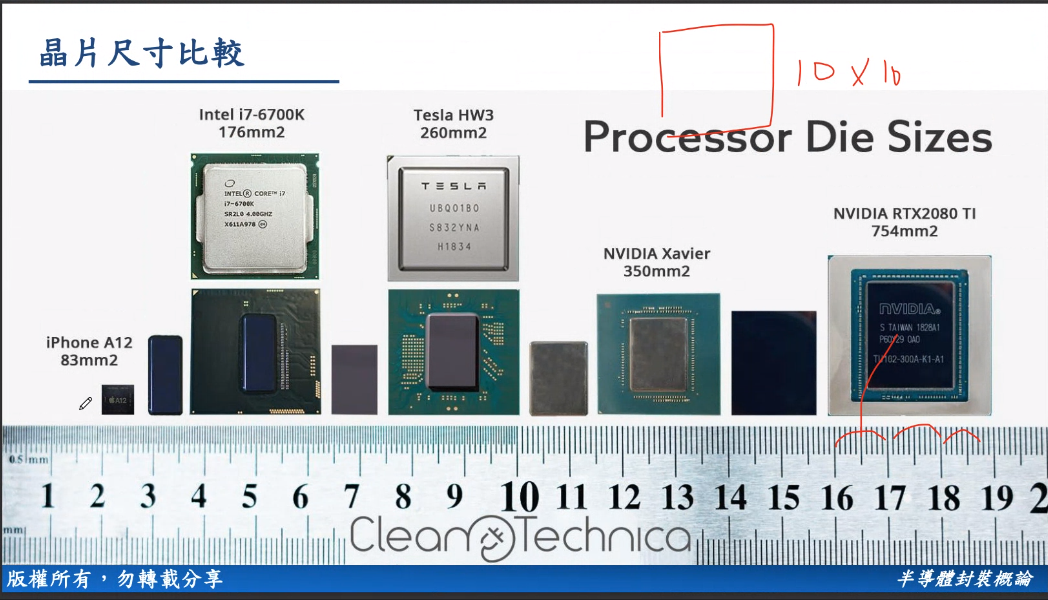 晶片尺寸比較
10 X 10
Processor Die Sizes
Intel i7-6700K
176mm2
Tesla HW3
260mm2
NVIDIA RTX2080 TI
754mm2
NVIDIA Xavier
350mm2
iPhone A12
83mm2
INTEL® CORE™ i7
i7-6700K
SR2L0 4.00GHZ
X611A978
TESLA
UBQ01B0
S832YNA
H1834
NVIDIA®
S TAIWAN 1828A1
TU102-300A-K1-A1
A12
0.5 mm
1 2 3 4 5 6 7 8 9 10 11 12 13 14 15 16 17 18 19 2
mm
CleanTechnica
版權所有，勿轉載分享
半導體封裝概論